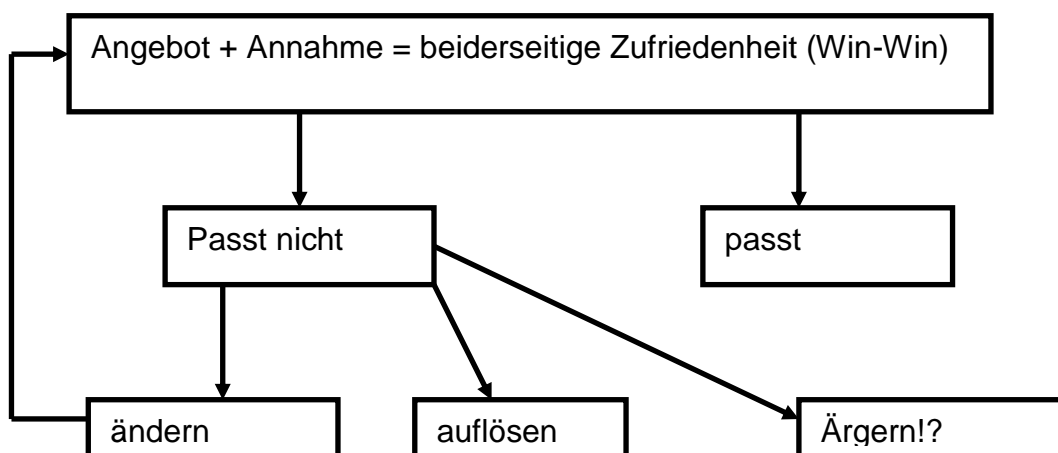 Angebot + Annahme = beiderseitige Zufriedenheit (Win-Win)
Passt nicht
passt
ändern
auflösen
Ärgern!?